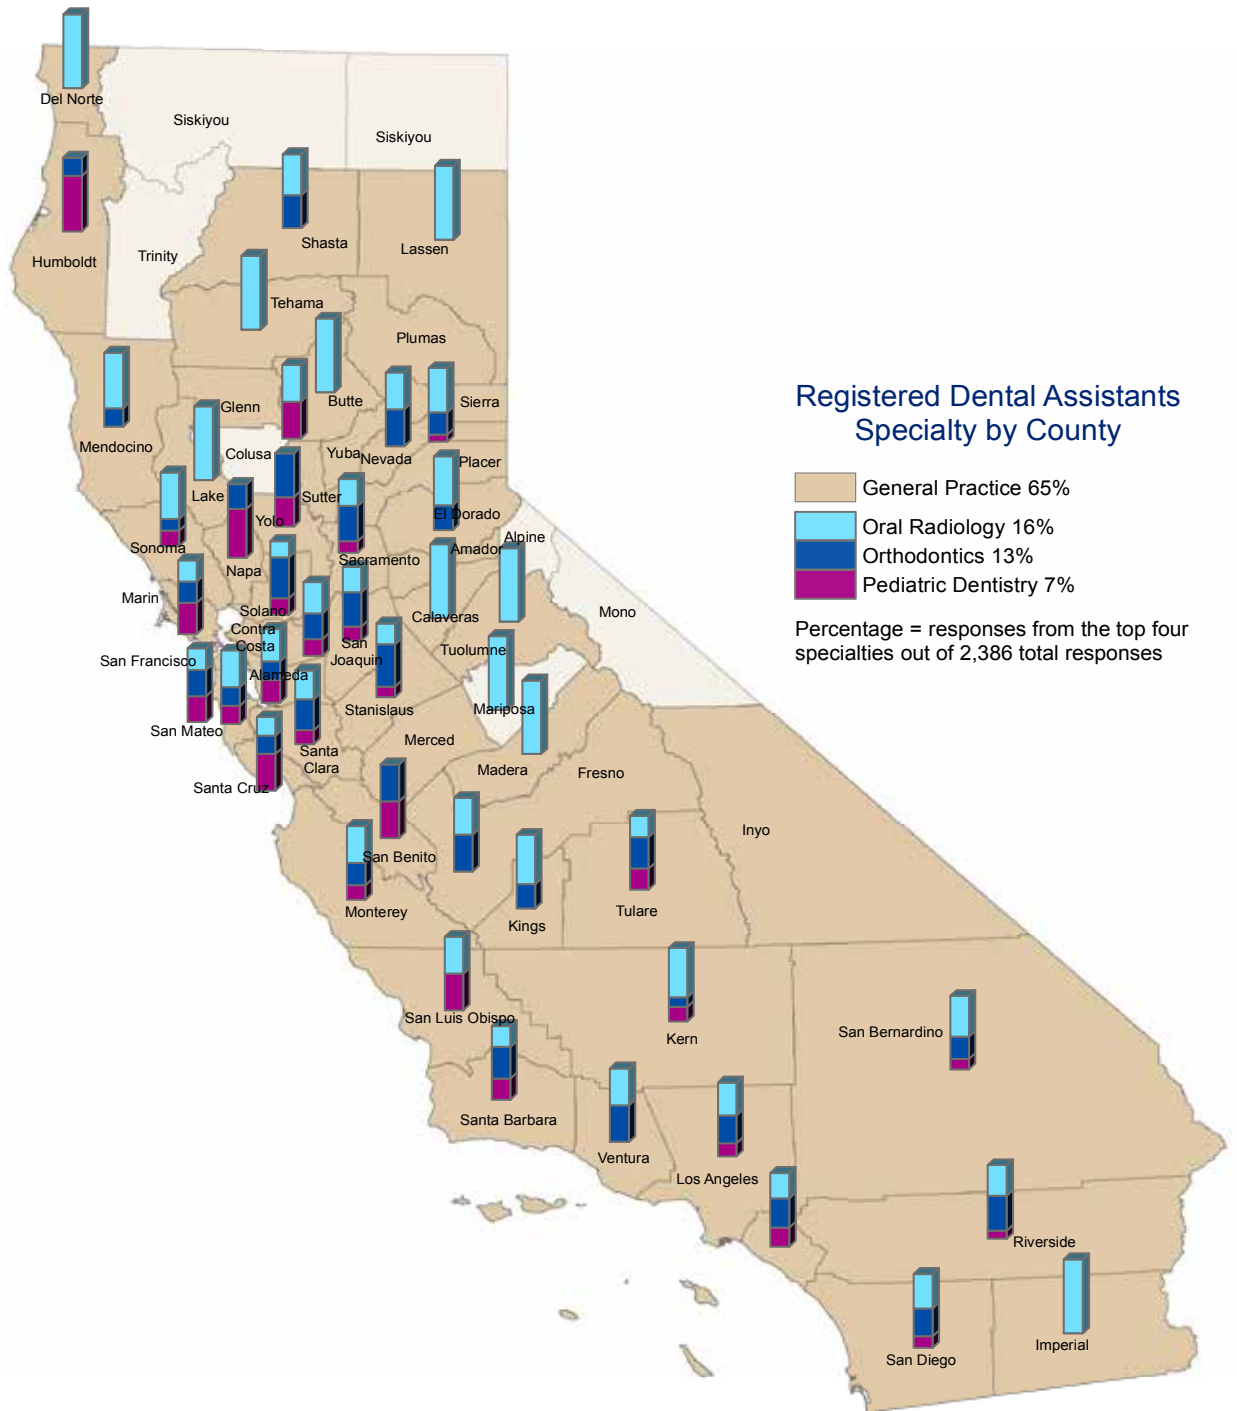 Del Norte
Siskiyou
Siskiyou
Shasta
Lassen
Humboldt
Trinity
Tehama
Plumas
Registered Dental Assistants
Specialty by County
General Practice 65%
Oral Radiology 16%
Orthodontics 13%
Pediatric Dentistry 7%
Percentage = responses from the top four
specialties out of 2,386 total responses
Butte
Sierra
Glenn
Mendocino
Colusa
Yuba
Nevada
Placer
Lake
Sutter
Yolo
El Dorado
Alpine
Sonoma
Amador
Sacramento
Napa
Marin
Solano
Calaveras
Mono
Contra
Costa
San
Joaquin
Tuolumne
San Francisco
Alameda
Stanislaus
Mariposa
San Mateo
Merced
Santa
Clara
Madera
Fresno
Santa Cruz
Inyo
San Benito
Monterey
Kings
Tulare
San Luis Obispo
Kern
San Bernardino
Santa Barbara
Ventura
Los Angeles
Riverside
Imperial
San Diego